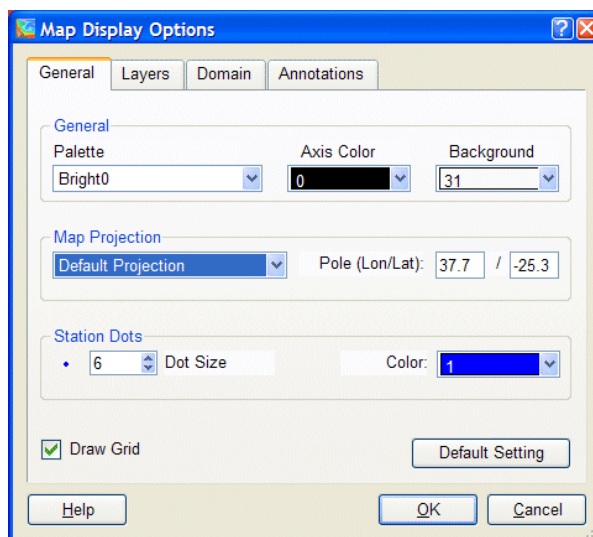 Map Display Options
General Layers Domain Annotations
General
Palette Axis Color Background
Bright0 0 31
Map Projection
Default Projection Pole (Lon/Lat): 37.7 / -25.3
Station Dots
6 Dot Size Color: 1
Draw Grid Default Setting
Help OK Cancel